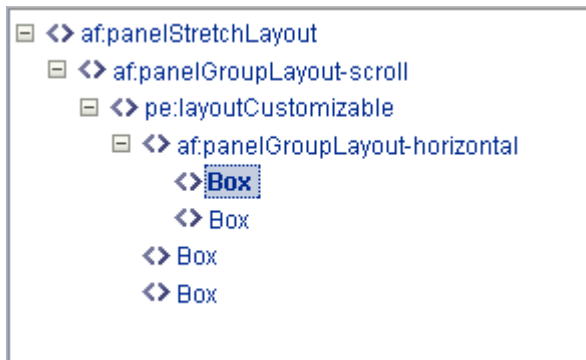 af:panelStretchLayout
af:panelGroupLayout-scroll
pe:layoutCustomizable
af:panelGroupLayout-horizontal
Box
Box
Box
Box